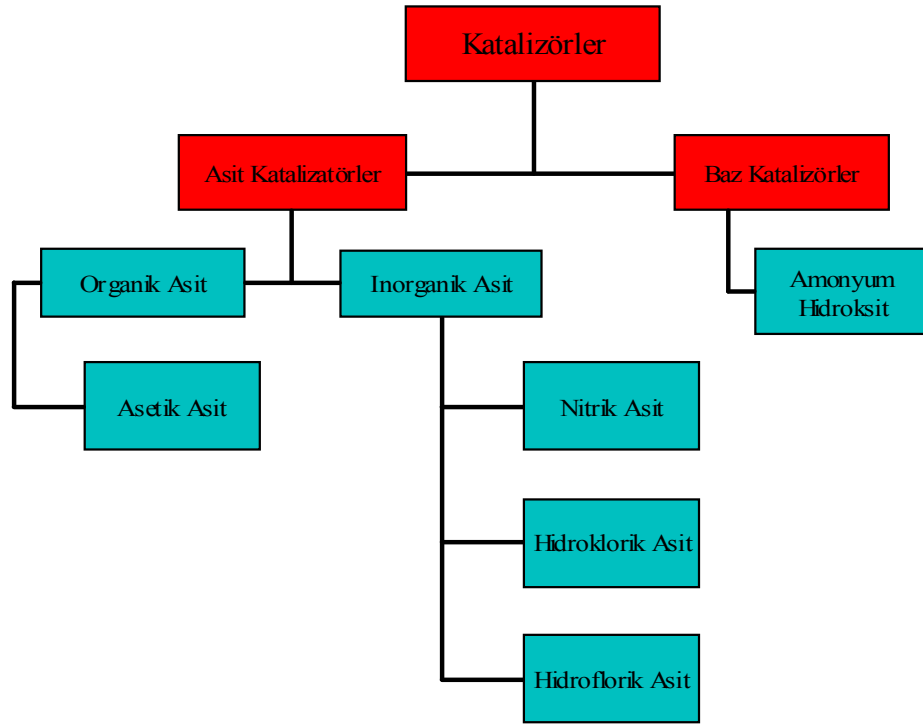 Katalizörler
Asit Katalizatörler
Baz Katalizörler
Organik Asit
Inorganik Asit
Amonyum
Hidroksit
Asetik Asit
Nitrik Asit
Hidroklorik Asit
Hidroflorik Asit